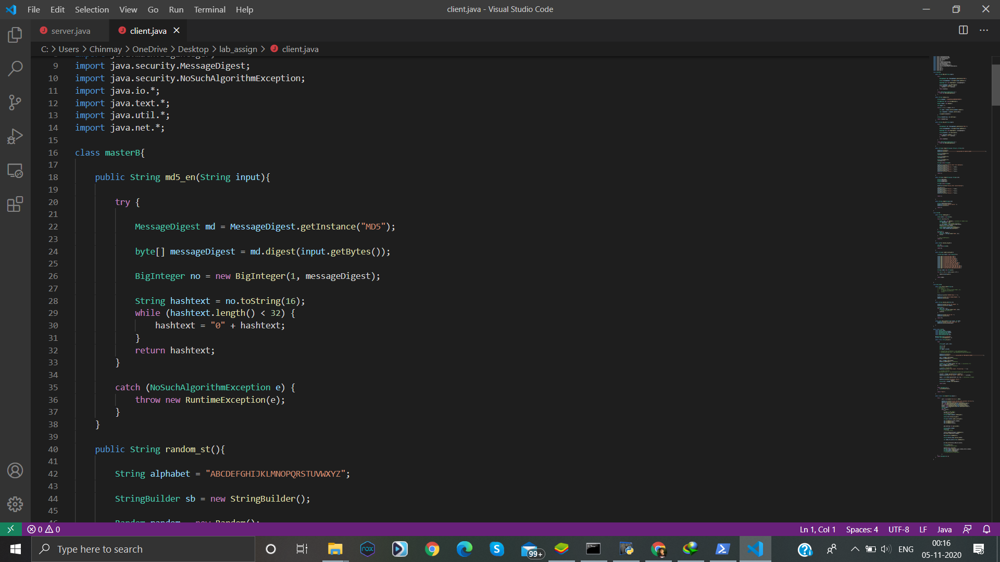 File Edit Selection View Go Run Terminal Help
client.java - Visual Studio Code
server.java
client.java
C: > Users > Chinmay > OneDrive > Desktop > lab_assign > client.java
9 import java.security.MessageDigest;
10 import java.security.NoSuchAlgorithmException;
11 import java.io.*;
12 import java.text.*;
13 import java.util.*;
14 import java.net.*;
15
16 class masterB{
17
18 public String md5_en(String input){
19
20 try {
21
22 MessageDigest md = MessageDigest.getInstance("MD5");
23
24 byte[] messageDigest = md.digest(input.getBytes());
25
26 BigInteger no = new BigInteger(1, messageDigest);
27
28 String hashtext = no.toString(16);
29 while (hashtext.length() < 32) {
30 hashtext = "0" + hashtext;
31 }
32 return hashtext;
33 }
34
35 catch (NoSuchAlgorithmException e) {
36 throw new RuntimeException(e);
37 }
38 }
39
40 public String random_st(){
41
42 String alphabet = "ABCDEFGHIJKLMNOPQRSTUVWXYZ";
43
44 StringBuilder sb = new StringBuilder();
45
46 Random random = new Random();
0 0
Ln 1, Col 1 Spaces: 4 UTF-8 LF Java
Type here to search
nox
99+
ENG
00:16
05-11-2020